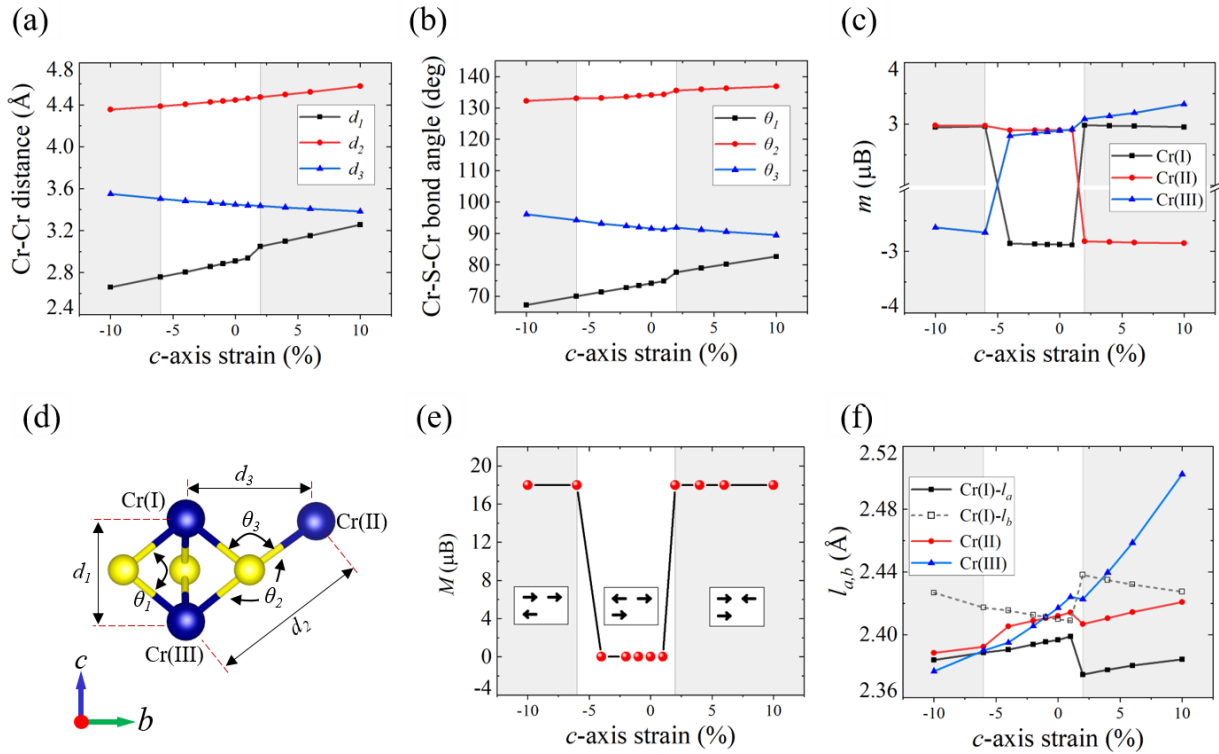 (a)
Cr-Cr distance (Å)
4.8
4.4
4.0
3.6
3.2
2.8
2.4
d1
d2
d3
-10 -5 0 5 10
c-axis strain (%)
(b)
Cr-S-Cr bond angle (deg)
140
130
120
110
100
90
80
70
θ1
θ2
θ3
-10 -5 0 5 10
c-axis strain (%)
(c)
m (μB)
4
3
-3
-4
Cr(I)
Cr(II)
Cr(III)
-10 -5 0 5 10
c-axis strain (%)
(d)
d3
Cr(I)
Cr(II)
θ3
d1
θ1
θ2
d2
Cr(III)
c
b
(e)
M (μB)
20
16
12
8
4
0
-4
-10 -5 0 5 10
c-axis strain (%)
(f)
la,b (Å)
2.52
2.48
2.44
2.40
2.36
Cr(I)-la
Cr(I)-lb
Cr(II)
Cr(III)
-10 -5 0 5 10
c-axis strain (%)